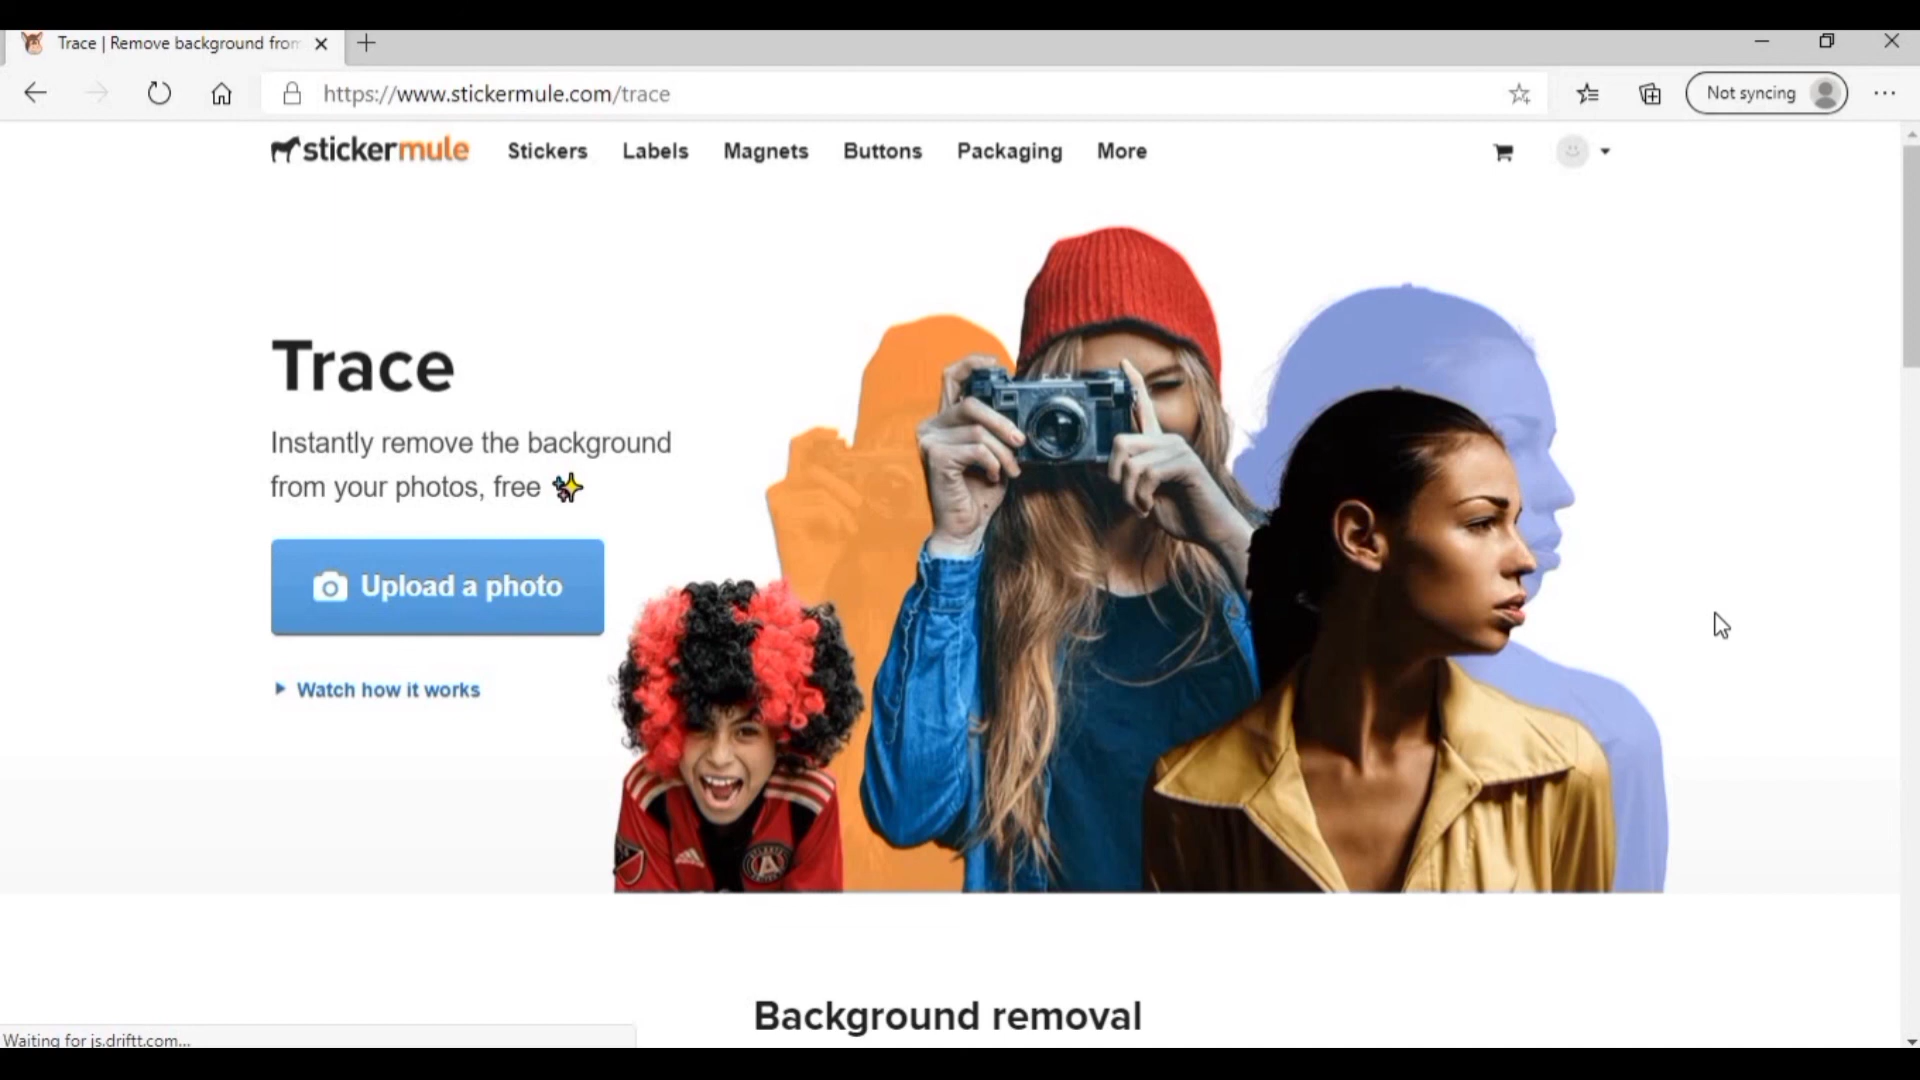 Trace | Remove background from
https://www.stickermule.com/trace
Not syncing
stickermule
Stickers
Labels
Magnets
Buttons
Packaging
More
Trace
Instantly remove the background
from your photos, free
Upload a photo
Watch how it works
Background removal
Waiting for js.driftt.com...